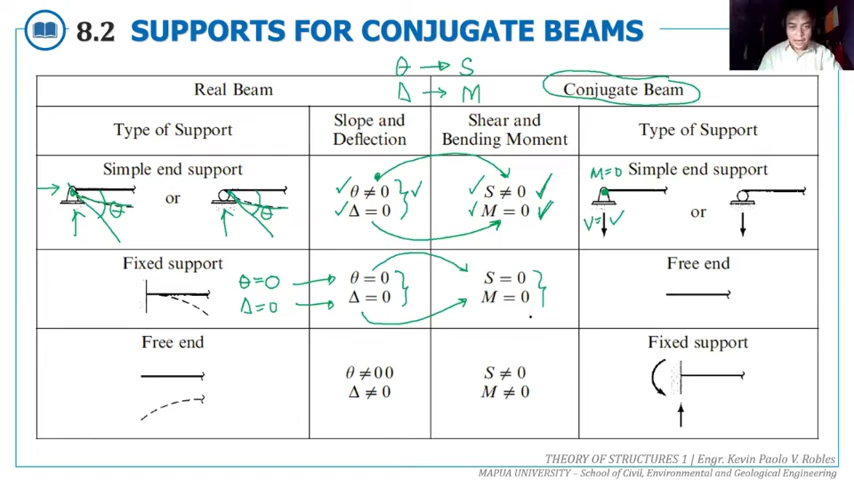 8.2 SUPPORTS FOR CONJUGATE BEAMS
θ → S
Δ → M
Real Beam
Conjugate Beam
Type of Support
Slope and Deflection
Shear and Bending Moment
Type of Support
Simple end support
or
θ
θ
θ ≠ 0
Δ = 0
S ≠ 0
M = 0
Simple end support
M=0
V=
or
Fixed support
θ=0
Δ=0
θ = 0
Δ = 0
S = 0
M = 0
Free end
Free end
θ ≠00
Δ ≠ 0
S ≠ 0
M ≠ 0
Fixed support
THEORY OF STRUCTURES 1 | Engr. Kevin Paolo V. Robles
MAPUA UNIVERSITY – School of Civil, Environmental and Geological Engineering